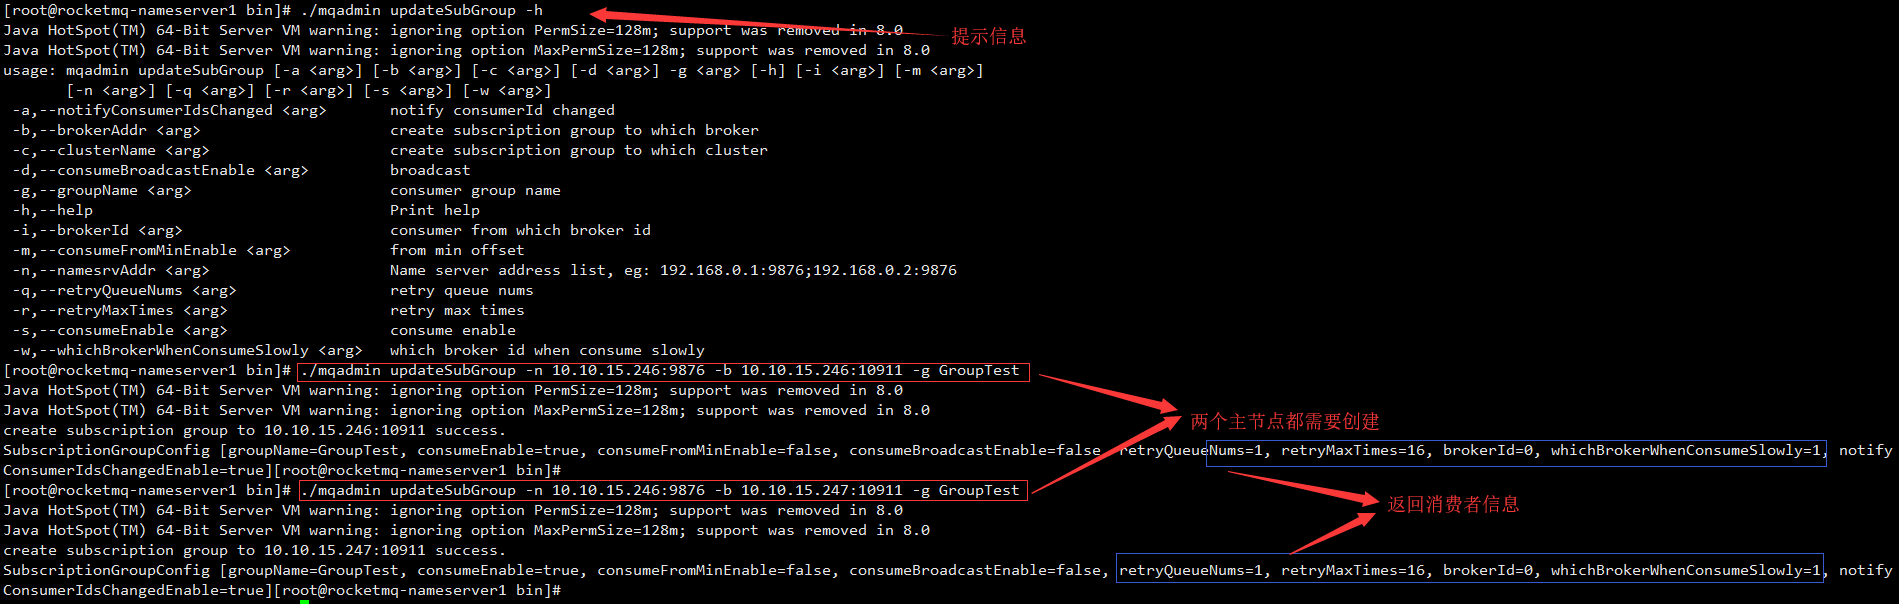 [root@rocketmq-nameserver1 bin]# ./mqadmin updateSubGroup -h
Java HotSpot(TM) 64-Bit Server VM warning: ignoring option PermSize=128m; support was removed in 8.0
提示信息
Java HotSpot(TM) 64-Bit Server VM warning: ignoring option MaxPermSize=128m; support was removed in 8.0
usage: mqadmin updateSubGroup [-a <arg>] [-b <arg>] [-c <arg>] [-d <arg>] -g <arg> [-h] [-i <arg>] [-m <arg>]
[-n <arg>] [-q <arg>] [-r <arg>] [-s <arg>] [-w <arg>]
-a,--notifyConsumerIdsChanged <arg> notify consumerId changed
-b,--brokerAddr <arg> create subscription group to which broker
-c,--clusterName <arg> create subscription group to which cluster
-d,--consumeBroadcastEnable <arg> broadcast
-g,--groupName <arg> consumer group name
-h,--help Print help
-i,--brokerId <arg> consumer from which broker id
-m,--consumeFromMinEnable <arg> from min offset
-n,--namesrvAddr <arg> Name server address list, eg: 192.168.0.1:9876;192.168.0.2:9876
-q,--retryQueueNums <arg> retry queue nums
-r,--retryMaxTimes <arg> retry max times
-s,--consumeEnable <arg> consume enable
-w,--whichBrokerWhenConsumeSlowly <arg> which broker id when consume slowly
[root@rocketmq-nameserver1 bin]# ./mqadmin updateSubGroup -n 10.10.15.246:9876 -b 10.10.15.246:10911 -g GroupTest
Java HotSpot(TM) 64-Bit Server VM warning: ignoring option PermSize=128m; support was removed in 8.0
Java HotSpot(TM) 64-Bit Server VM warning: ignoring option MaxPermSize=128m; support was removed in 8.0
两个主节点都需要创建
create subscription group to 10.10.15.246:10911 success.
SubscriptionGroupConfig [groupName=GroupTest, consumeEnable=true, consumeFromMinEnable=false, consumeBroadcastEnable=false, retryQueueNums=1, retryMaxTimes=16, brokerId=0, whichBrokerWhenConsumeSlowly=1, notify
ConsumerIdsChangedEnable=true][root@rocketmq-nameserver1 bin]#
[root@rocketmq-nameserver1 bin]# ./mqadmin updateSubGroup -n 10.10.15.246:9876 -b 10.10.15.247:10911 -g GroupTest
Java HotSpot(TM) 64-Bit Server VM warning: ignoring option PermSize=128m; support was removed in 8.0
返回消费者信息
Java HotSpot(TM) 64-Bit Server VM warning: ignoring option MaxPermSize=128m; support was removed in 8.0
create subscription group to 10.10.15.247:10911 success.
SubscriptionGroupConfig [groupName=GroupTest, consumeEnable=true, consumeFromMinEnable=false, consumeBroadcastEnable=false, retryQueueNums=1, retryMaxTimes=16, brokerId=0, whichBrokerWhenConsumeSlowly=1, notify
ConsumerIdsChangedEnable=true][root@rocketmq-nameserver1 bin]#